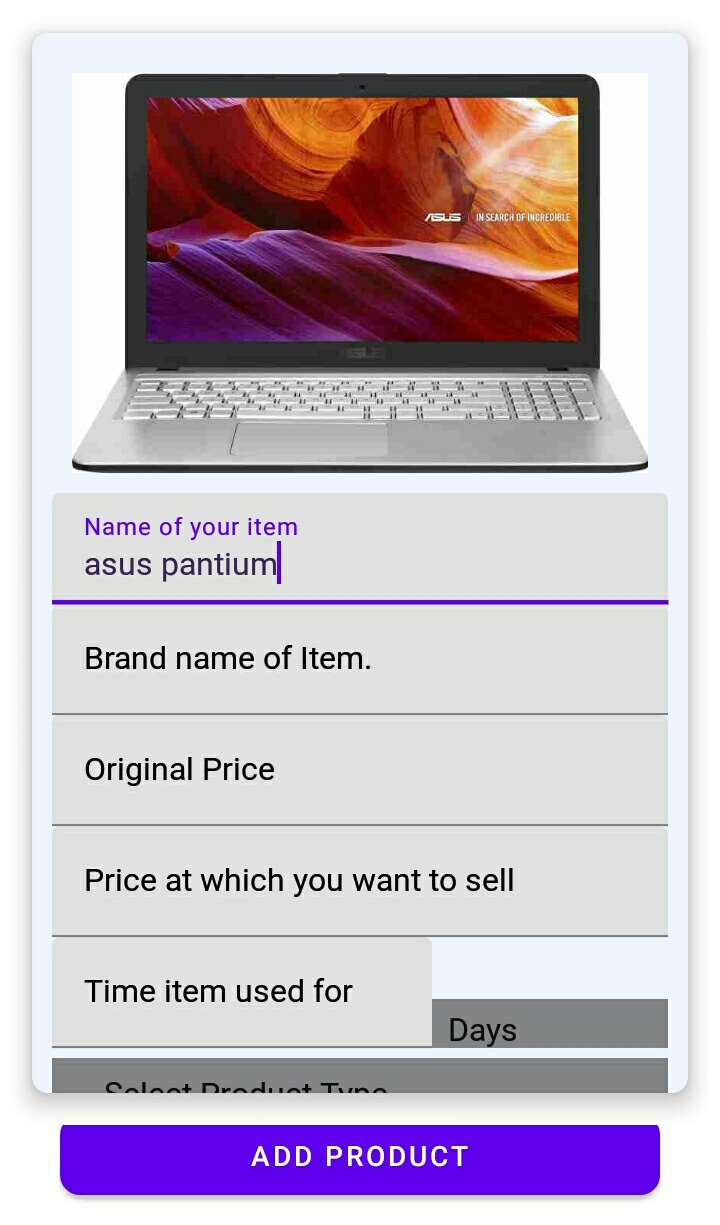 ASUS IN SEARCH OF INCREDIBLE
ASUS
Name of your item
asus pantium
Brand name of Item.
Original Price
Price at which you want to sell
Time item used for
Days
Select Product Type
ADD PRODUCT